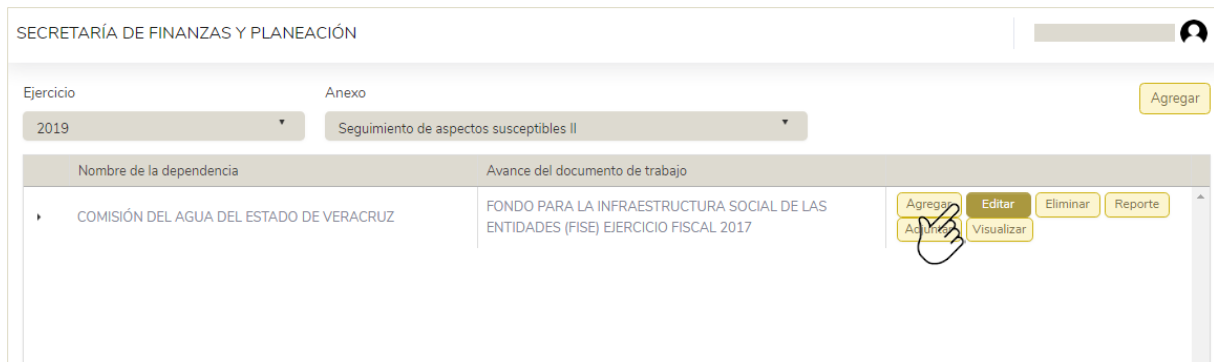 SECRETARÍA DE FINANZAS Y PLANEACIÓN
Ejercicio Anexo Agregar
2019 Seguimiento de aspectos susceptibles II
Nombre de la dependencia Avance del documento de trabajo
COMISIÓN DEL AGUA DEL ESTADO DE VERACRUZ
FONDO PARA LA INFRAESTRUCTURA SOCIAL DE LAS
ENTIDADES (FISE) EJERCICIO FISCAL 2017
Agregar Editar Eliminar Reporte
Adjuntar Visualizar